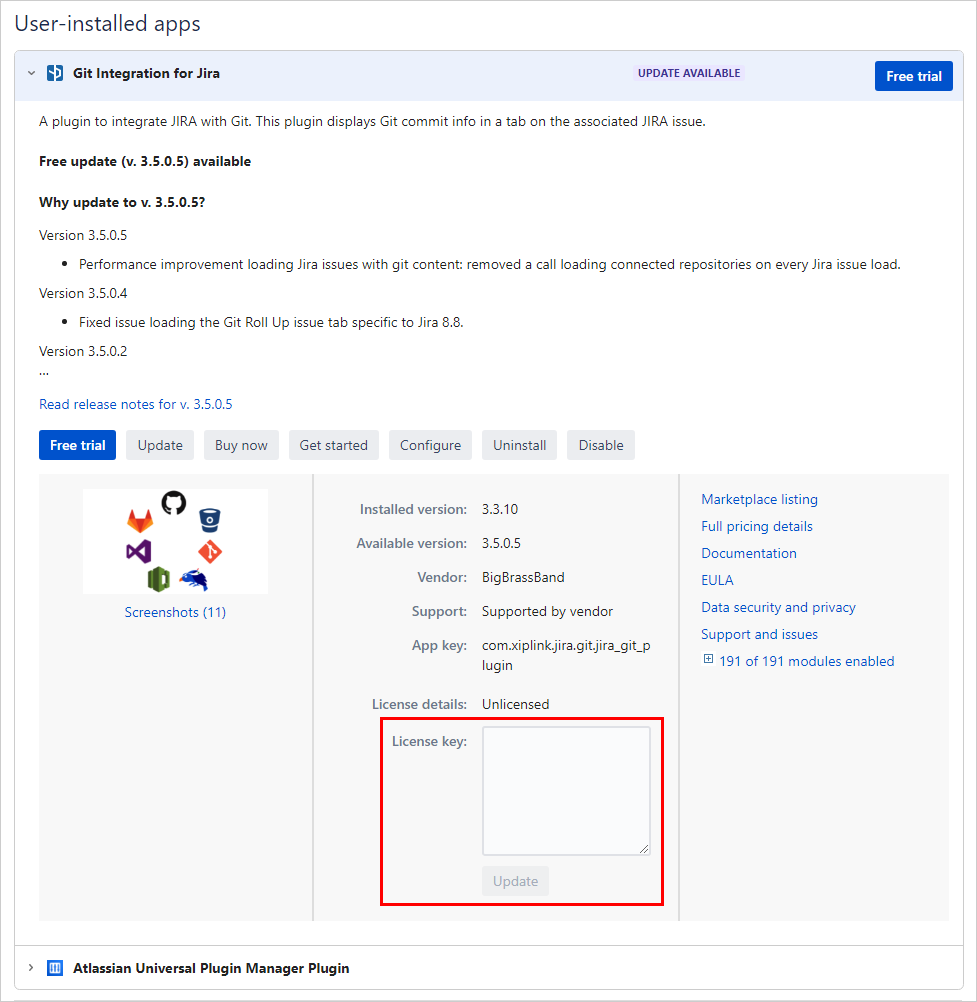 User-installed apps
Git Integration for Jira
UPDATE AVAILABLE
Free trial
A plugin to integrate JIRA with Git. This plugin displays Git commit info in a tab on the associated JIRA issue.
Free update (v. 3.5.0.5) available
Why update to v. 3.5.0.5?
Version 3.5.0.5
• Performance improvement loading Jira issues with git content: removed a call loading connected repositories on every Jira issue load.
Version 3.5.0.4
• Fixed issue loading the Git Roll Up issue tab specific to Jira 8.8.
Version 3.5.0.2
...
Read release notes for v. 3.5.0.5
Free trial
Update
Buy now
Get started
Configure
Uninstall
Disable
Screenshots (11)
Installed version: 3.3.10
Available version: 3.5.0.5
Vendor: BigBrassBand
Support: Supported by vendor
App key: com.xiplink.jira.git.jira_git_p
lugin
License details: Unlicensed
License key:
Update
Marketplace listing
Full pricing details
Documentation
EULA
Data security and privacy
Support and issues
191 of 191 modules enabled
Atlassian Universal Plugin Manager Plugin